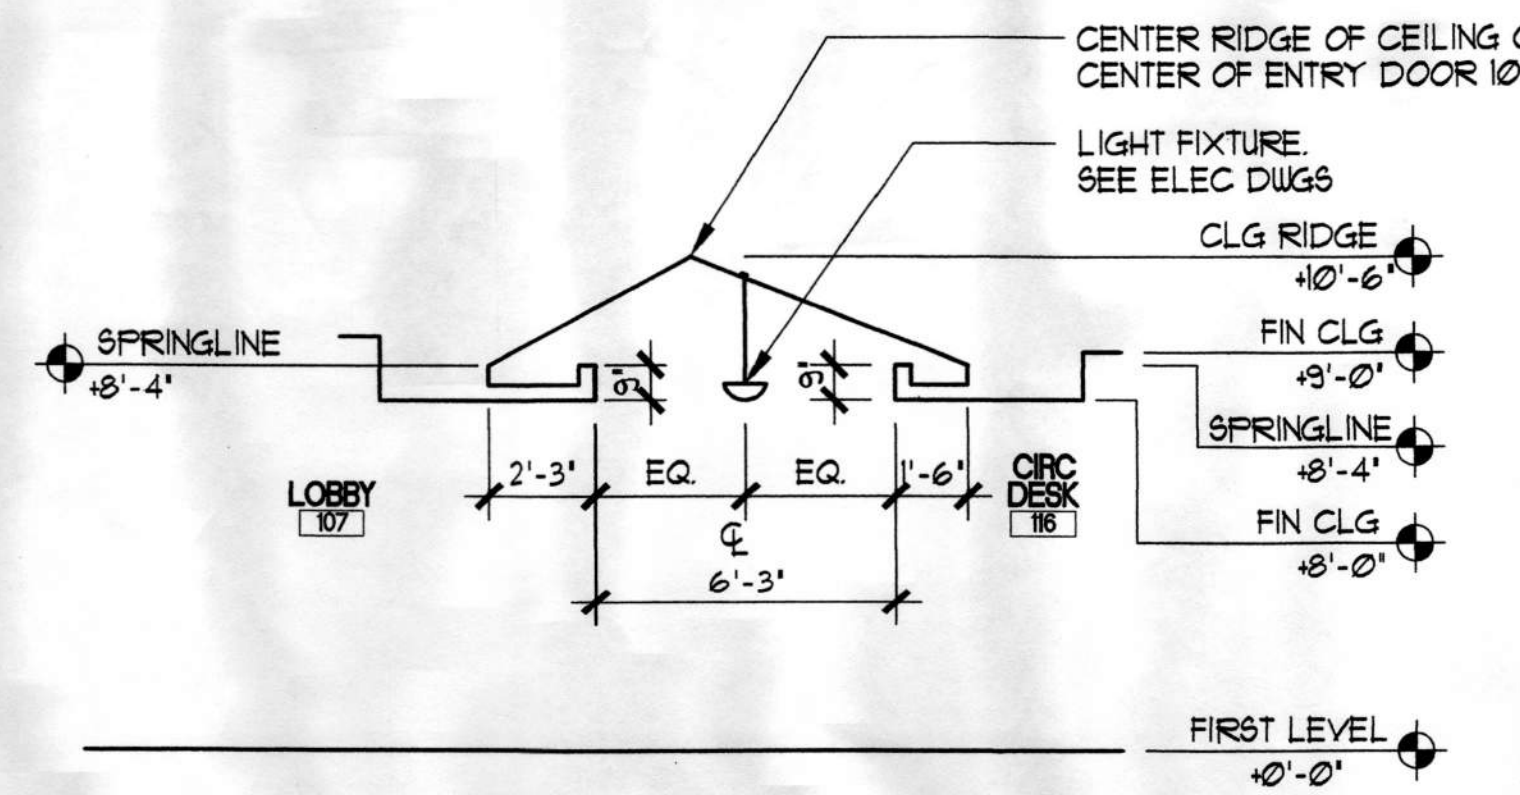 CENTER RIDGE OF CEILING
CENTER OF ENTRY DOOR
LIGHT FIXTURE.
SEE ELEC DWGS
CLG RIDGE
+10'-6"
SPRINGLINE
+8'-4"
FIN CLG
+9'-0"
9"
9"
SPRINGLINE
+8'-4"
2'-3"
EQ.
EQ.
1'-6"
LOBBY
107
CIRC
DESK
116
FIN CLG
+8'-0"
℄
6'-3"
FIRST LEVEL
+0'-0"